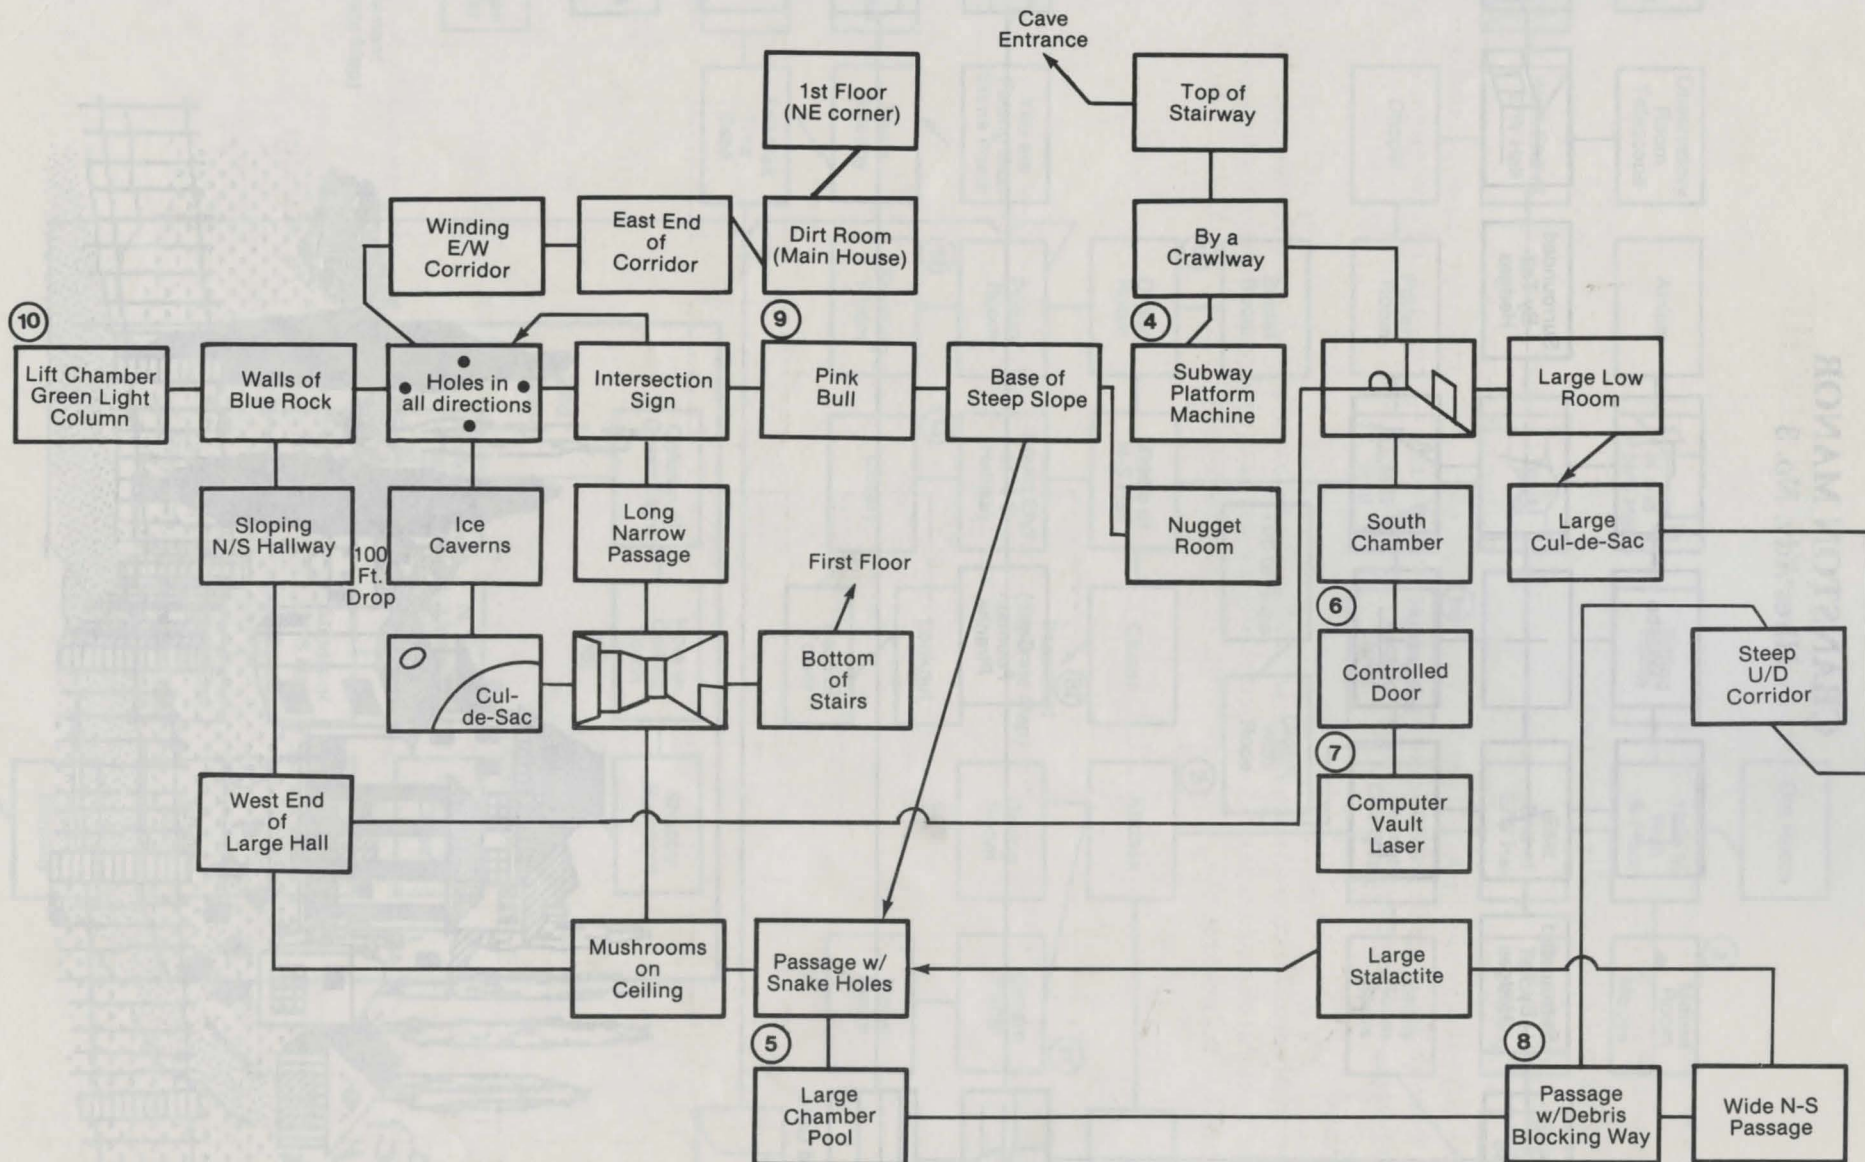 Cave
Entrance
1st Floor
(NE corner)
Top of
Stairway
Winding
E/W
Corridor
East End
of
Corridor
Dirt Room
(Main House)
By a
Crawlway
10
9
4
Lift Chamber
Green Light
Column
Walls of
Blue Rock
Holes in
all directions
Intersection
Sign
Pink
Bull
Base of
Steep Slope
Subway
Platform
Machine
Large Low
Room
Sloping
N/S Hallway
100
Ft.
Drop
Ice
Caverns
Long
Narrow
Passage
First Floor
Nugget
Room
South
Chamber
Large
Cul-de-Sac
6
Cul-
de-Sac
Bottom
of
Stairs
Controlled
Door
Steep
U/D
Corridor
7
West End
of
Large Hall
Computer
Vault
Laser
Mushrooms
on
Ceiling
Passage w/
Snake Holes
Large
Stalactite
5
8
Large
Chamber
Pool
Passage
w/Debris
Blocking Way
Wide N-S
Passage
RANSTON MANOR